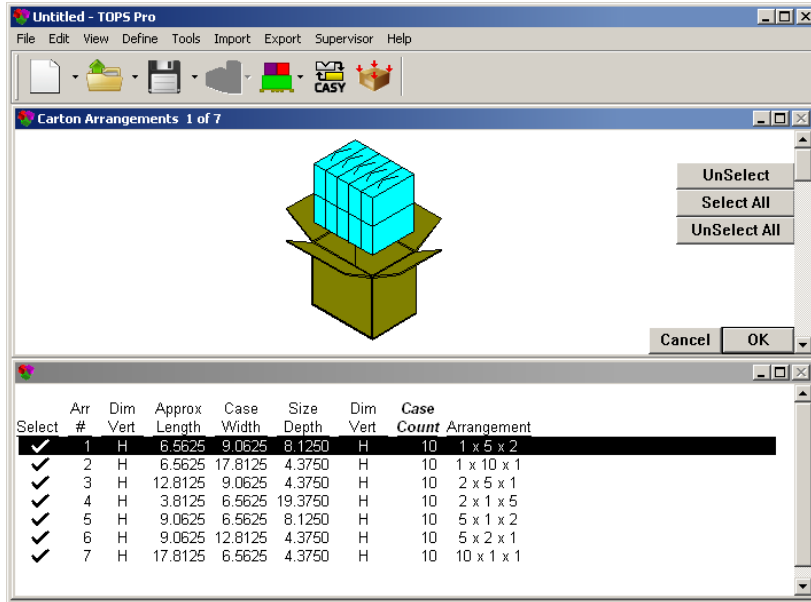 Untitled - TOPS Pro
File Edit View Define Tools Import Export Supervisor Help
CASY
Carton Arrangements 1 of 7
UnSelect
Select All
UnSelect All
Cancel OK
Arr Dim Approx Case Size Dim Case
Select # Vert Length Width Depth Vert Count Arrangement
1 H 6.5625 9.0625 8.1250 H 10 1 x 5 x 2
2 H 6.5625 17.8125 4.3750 H 10 1 x 10 x 1
3 H 12.8125 9.0625 4.3750 H 10 2 x 5 x 1
4 H 3.8125 6.5625 19.3750 H 10 2 x 1 x 5
5 H 9.0625 6.5625 8.1250 H 10 5 x 1 x 2
6 H 9.0625 12.8125 4.3750 H 10 5 x 2 x 1
7 H 17.8125 6.5625 4.3750 H 10 10 x 1 x 1